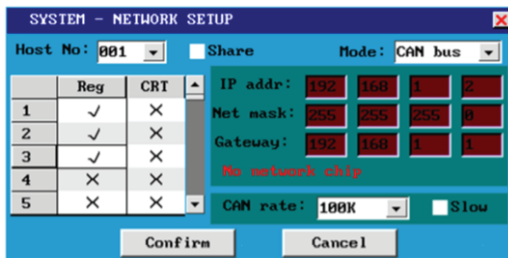 SYSTEM - NETWORK SETUP
Host No: 001 Share Mode: CAN bus
Reg CRT
1 ✓ ✕
2 ✓ ✕
3 ✓ ✕
4 ✕ ✕
5 ✕ ✕
IP addr: 192 168 1 2
Net mask: 255 255 255 0
Gateway: 192 168 1 1
No network chip
CAN rate: 100K Slow
Confirm Cancel